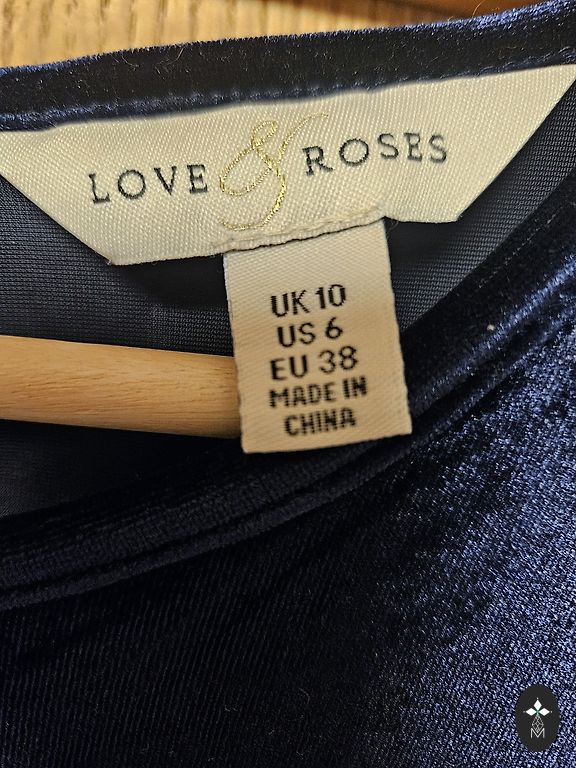 LOVE & ROSES
UK 10
US 6
EU 38
MADE IN
CHINA
M